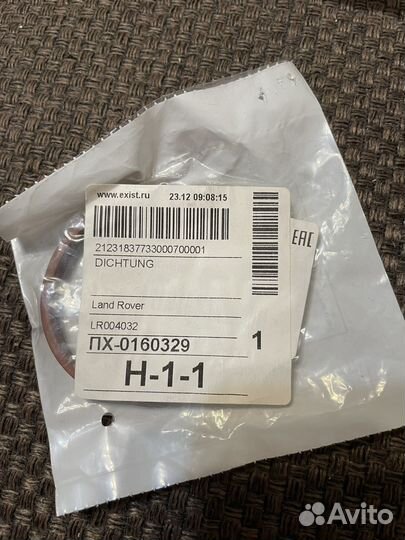 www.exist.ru 23.12 09:08:15
21231837733000700001
DICHTUNG
EAC
Land Rover
LR004032
ПХ-0160329
1
Н-1-1
Avito